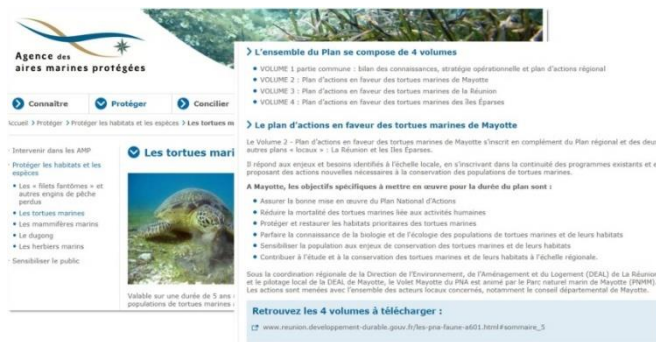 Agence des
aires marines protégées
Connaître
Protéger
Concilier
Accueil > Protéger > Protéger les habitats et les espèces > Les tortues m
Intervenir dans les AMP
Protéger les habitats et les
espèces
Les « filets fantômes » et
autres engins de pêche
perdus
Les tortues marines
Les mammifères marins
Le dugong
Les herbiers marins
Sensibiliser le public
Les tortues mari
Valable sur une durée de 5 ans
populations de tortues marines
L'ensemble du Plan se compose de 4 volumes
VOLUME 1 partie commune : bilan des connaissances, stratégie opérationnelle et plan d'actions régional
VOLUME 2 : Plan d'actions en faveur des tortues marines de Mayotte
VOLUME 3 : Plan d'actions en faveur des tortues marines de la Réunion
VOLUME 4 : Plan d'actions en faveur des tortues marines des Îles Éparses
Le plan d'actions en faveur des tortues marines de Mayotte
Le Volume 2 - Plan d'actions en faveur des tortues marines de Mayotte s'inscrit en complément du Plan régional et des deux
autres plans « locaux » : La Réunion et les Îles Éparses.
Il répond aux enjeux et besoins identifiés à l'échelle locale, en s'inscrivant dans la continuité des programmes existants et e
proposant des actions nouvelles nécessaires à la conservation des populations de tortues marines.
A Mayotte, les objectifs spécifiques à mettre en œuvre pour la durée du plan sont :
Assurer la bonne mise en œuvre du Plan National d'Actions
Réduire la mortalité des tortues marines liée aux activités humaines
Protéger et restaurer les habitats prioritaires des tortues marines
Parfaire la connaissance de la biologie et de l'écologie des populations de tortues marines et de leurs habitats
Sensibiliser la population aux enjeux de conservation des tortues marines et de leurs habitats
Contribuer à l'étude et à la conservation des tortues marines et de leurs habitats à l'échelle régionale.
Sous la coordination régionale de la Direction de l'Environnement, de l'Aménagement et du Logement (DEAL) de La Réunion
et le pilotage local de la DEAL de Mayotte, le Volet Mayotte du PNA est animé par le Parc naturel marin de Mayotte (PNMM).
Les actions sont menées avec l'ensemble des acteurs locaux concernés, notamment le conseil départemental de Mayotte.
Retrouvez les 4 volumes à télécharger :
www.reunion.developpement-durable.gouv.fr/les-pna-faune-a601.html#sommaire_5